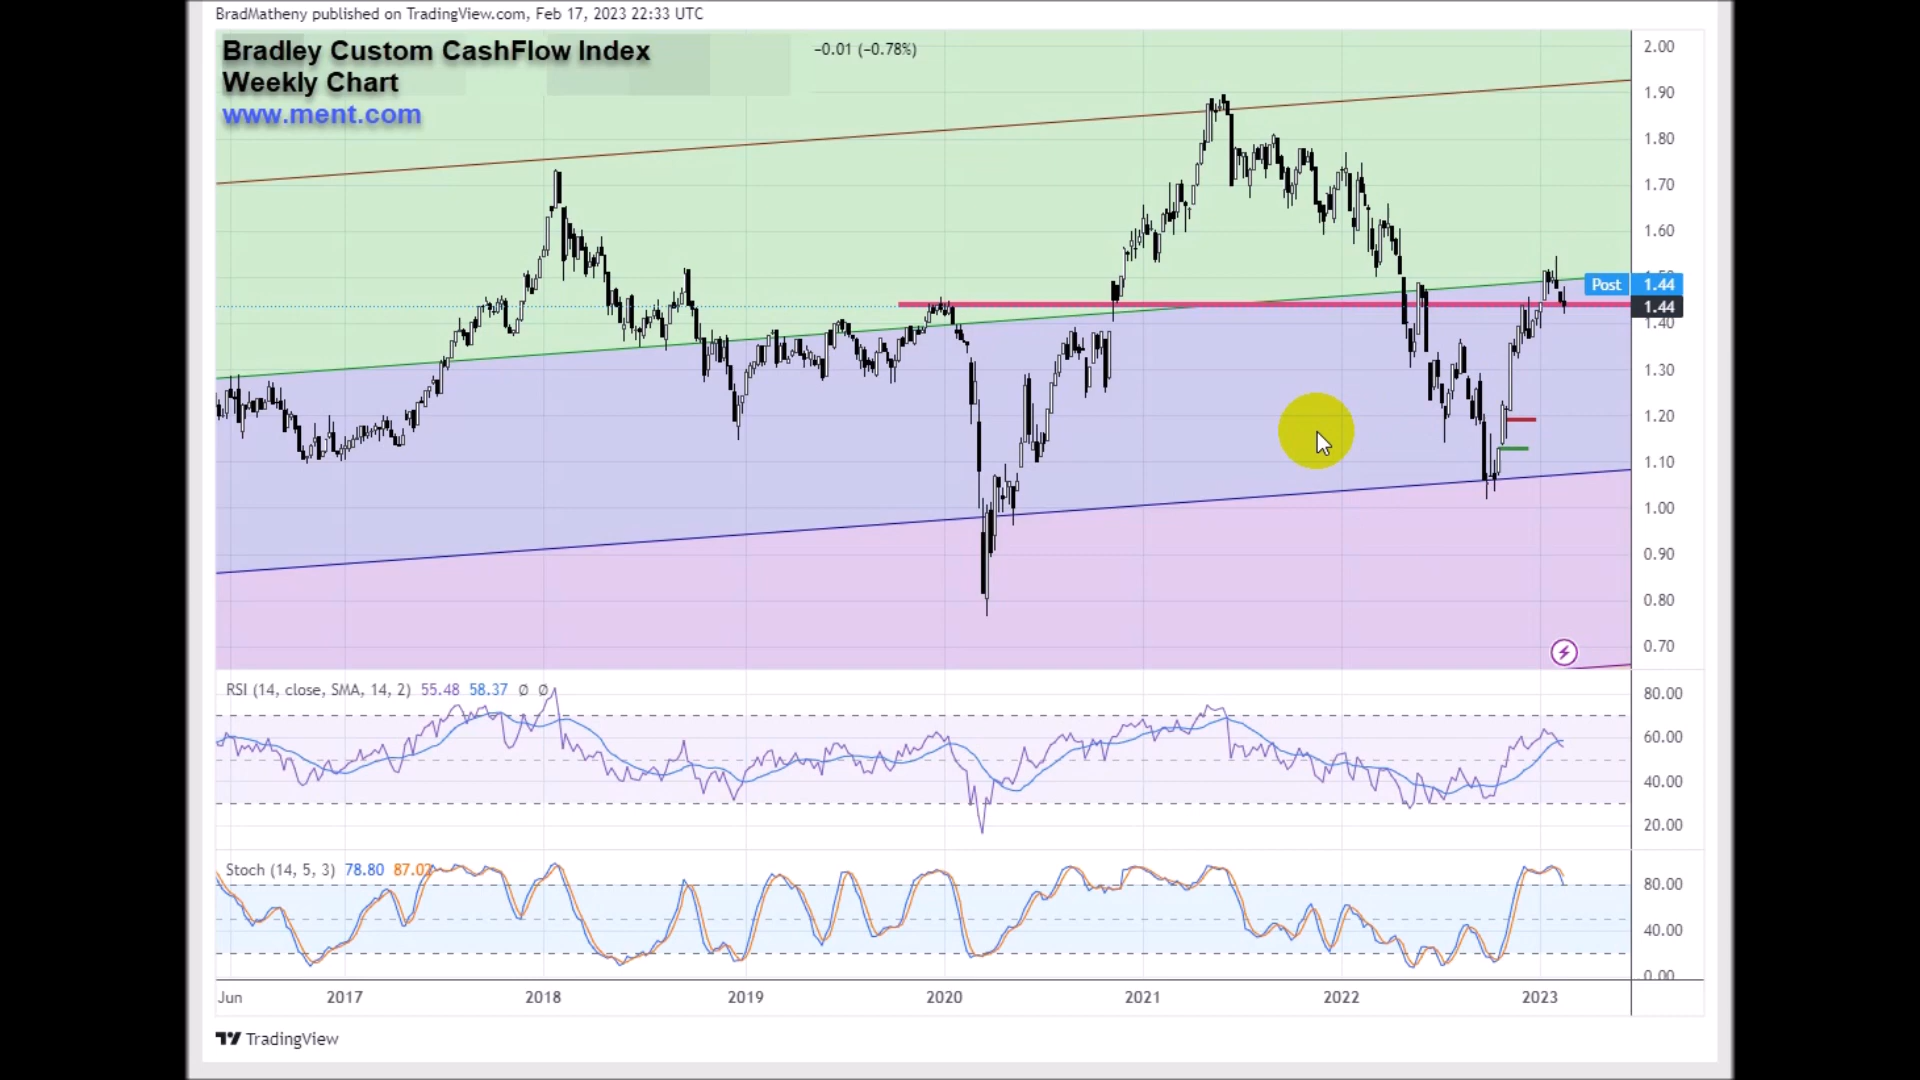 BradMatheny published on TradingView.com, Feb 17, 2023 22:33 UTC
Bradley Custom CashFlow Index
Weekly Chart
www.ment.com
−0.01 (−0.78%)
2.00
1.90
1.80
1.70
1.60
Post 1.44
1.44
1.40
1.30
1.20
1.10
1.00
0.90
0.80
0.70
RSI (14, close, SMA, 14, 2) 55.48 58.37 Ø Ø
80.00
60.00
40.00
20.00
Stoch (14, 5, 3) 78.80 87.02
80.00
40.00
0.00
Jun 2017 2018 2019 2020 2021 2022 2023
TradingView